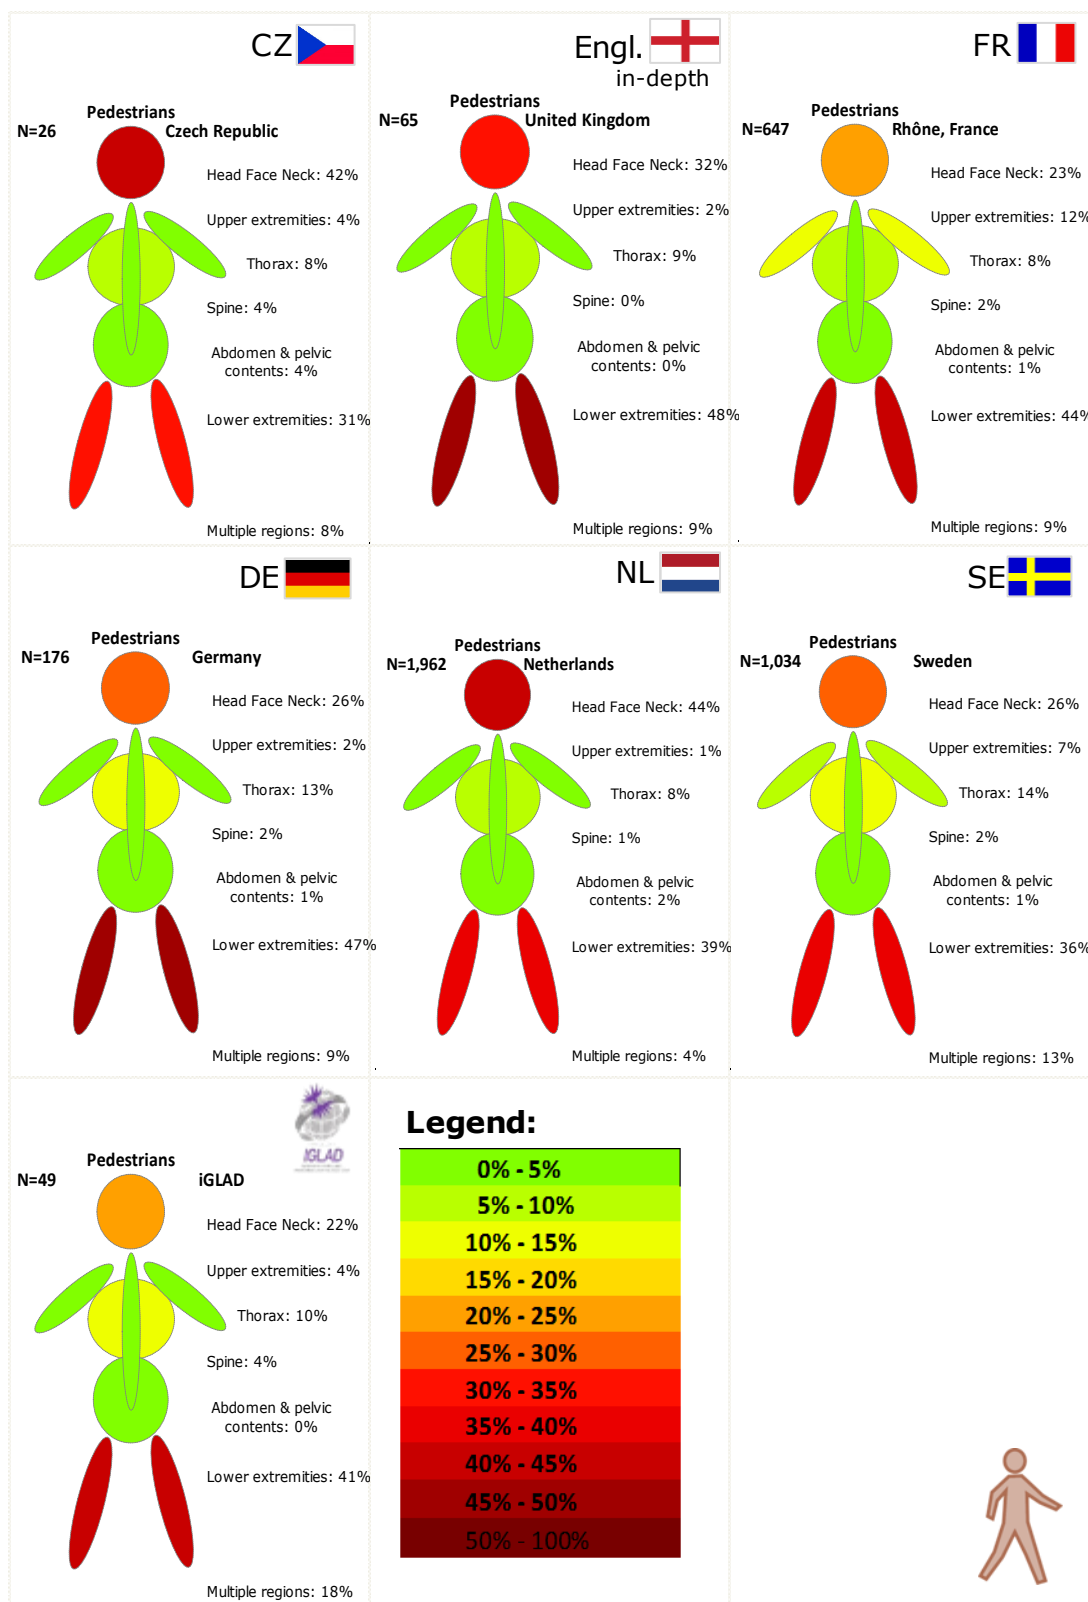 CZ
Pedestrians
N=26
Czech Republic
Head Face Neck: 42%
Upper extremities: 4%
Thorax: 8%
Spine: 4%
Abdomen & pelvic
contents: 4%
Lower extremities: 31%
Multiple regions: 8%
Engl.
in-depth
Pedestrians
N=65
United Kingdom
Head Face Neck: 32%
Upper extremities: 2%
Thorax: 9%
Spine: 0%
Abdomen & pelvic
contents: 0%
Lower extremities: 48%
Multiple regions: 9%
FR
Pedestrians
N=647
Rhône, France
Head Face Neck: 23%
Upper extremities: 12%
Thorax: 8%
Spine: 2%
Abdomen & pelvic
contents: 1%
Lower extremities: 44%
Multiple regions: 9%
DE
Pedestrians
N=176
Germany
Head Face Neck: 26%
Upper extremities: 2%
Thorax: 13%
Spine: 2%
Abdomen & pelvic
contents: 1%
Lower extremities: 47%
Multiple regions: 9%
NL
Pedestrians
N=1,962
Netherlands
Head Face Neck: 44%
Upper extremities: 1%
Thorax: 8%
Spine: 1%
Abdomen & pelvic
contents: 2%
Lower extremities: 39%
Multiple regions: 4%
SE
Pedestrians
N=1,034
Sweden
Head Face Neck: 26%
Upper extremities: 7%
Thorax: 14%
Spine: 2%
Abdomen & pelvic
contents: 1%
Lower extremities: 36%
Multiple regions: 13%
IGLAD
Pedestrians
N=49
iGLAD
Head Face Neck: 22%
Upper extremities: 4%
Thorax: 10%
Spine: 4%
Abdomen & pelvic
contents: 0%
Lower extremities: 41%
Multiple regions: 18%
Legend:
0% - 5%
5% - 10%
10% - 15%
15% - 20%
20% - 25%
25% - 30%
30% - 35%
35% - 40%
40% - 45%
45% - 50%
50% - 100%